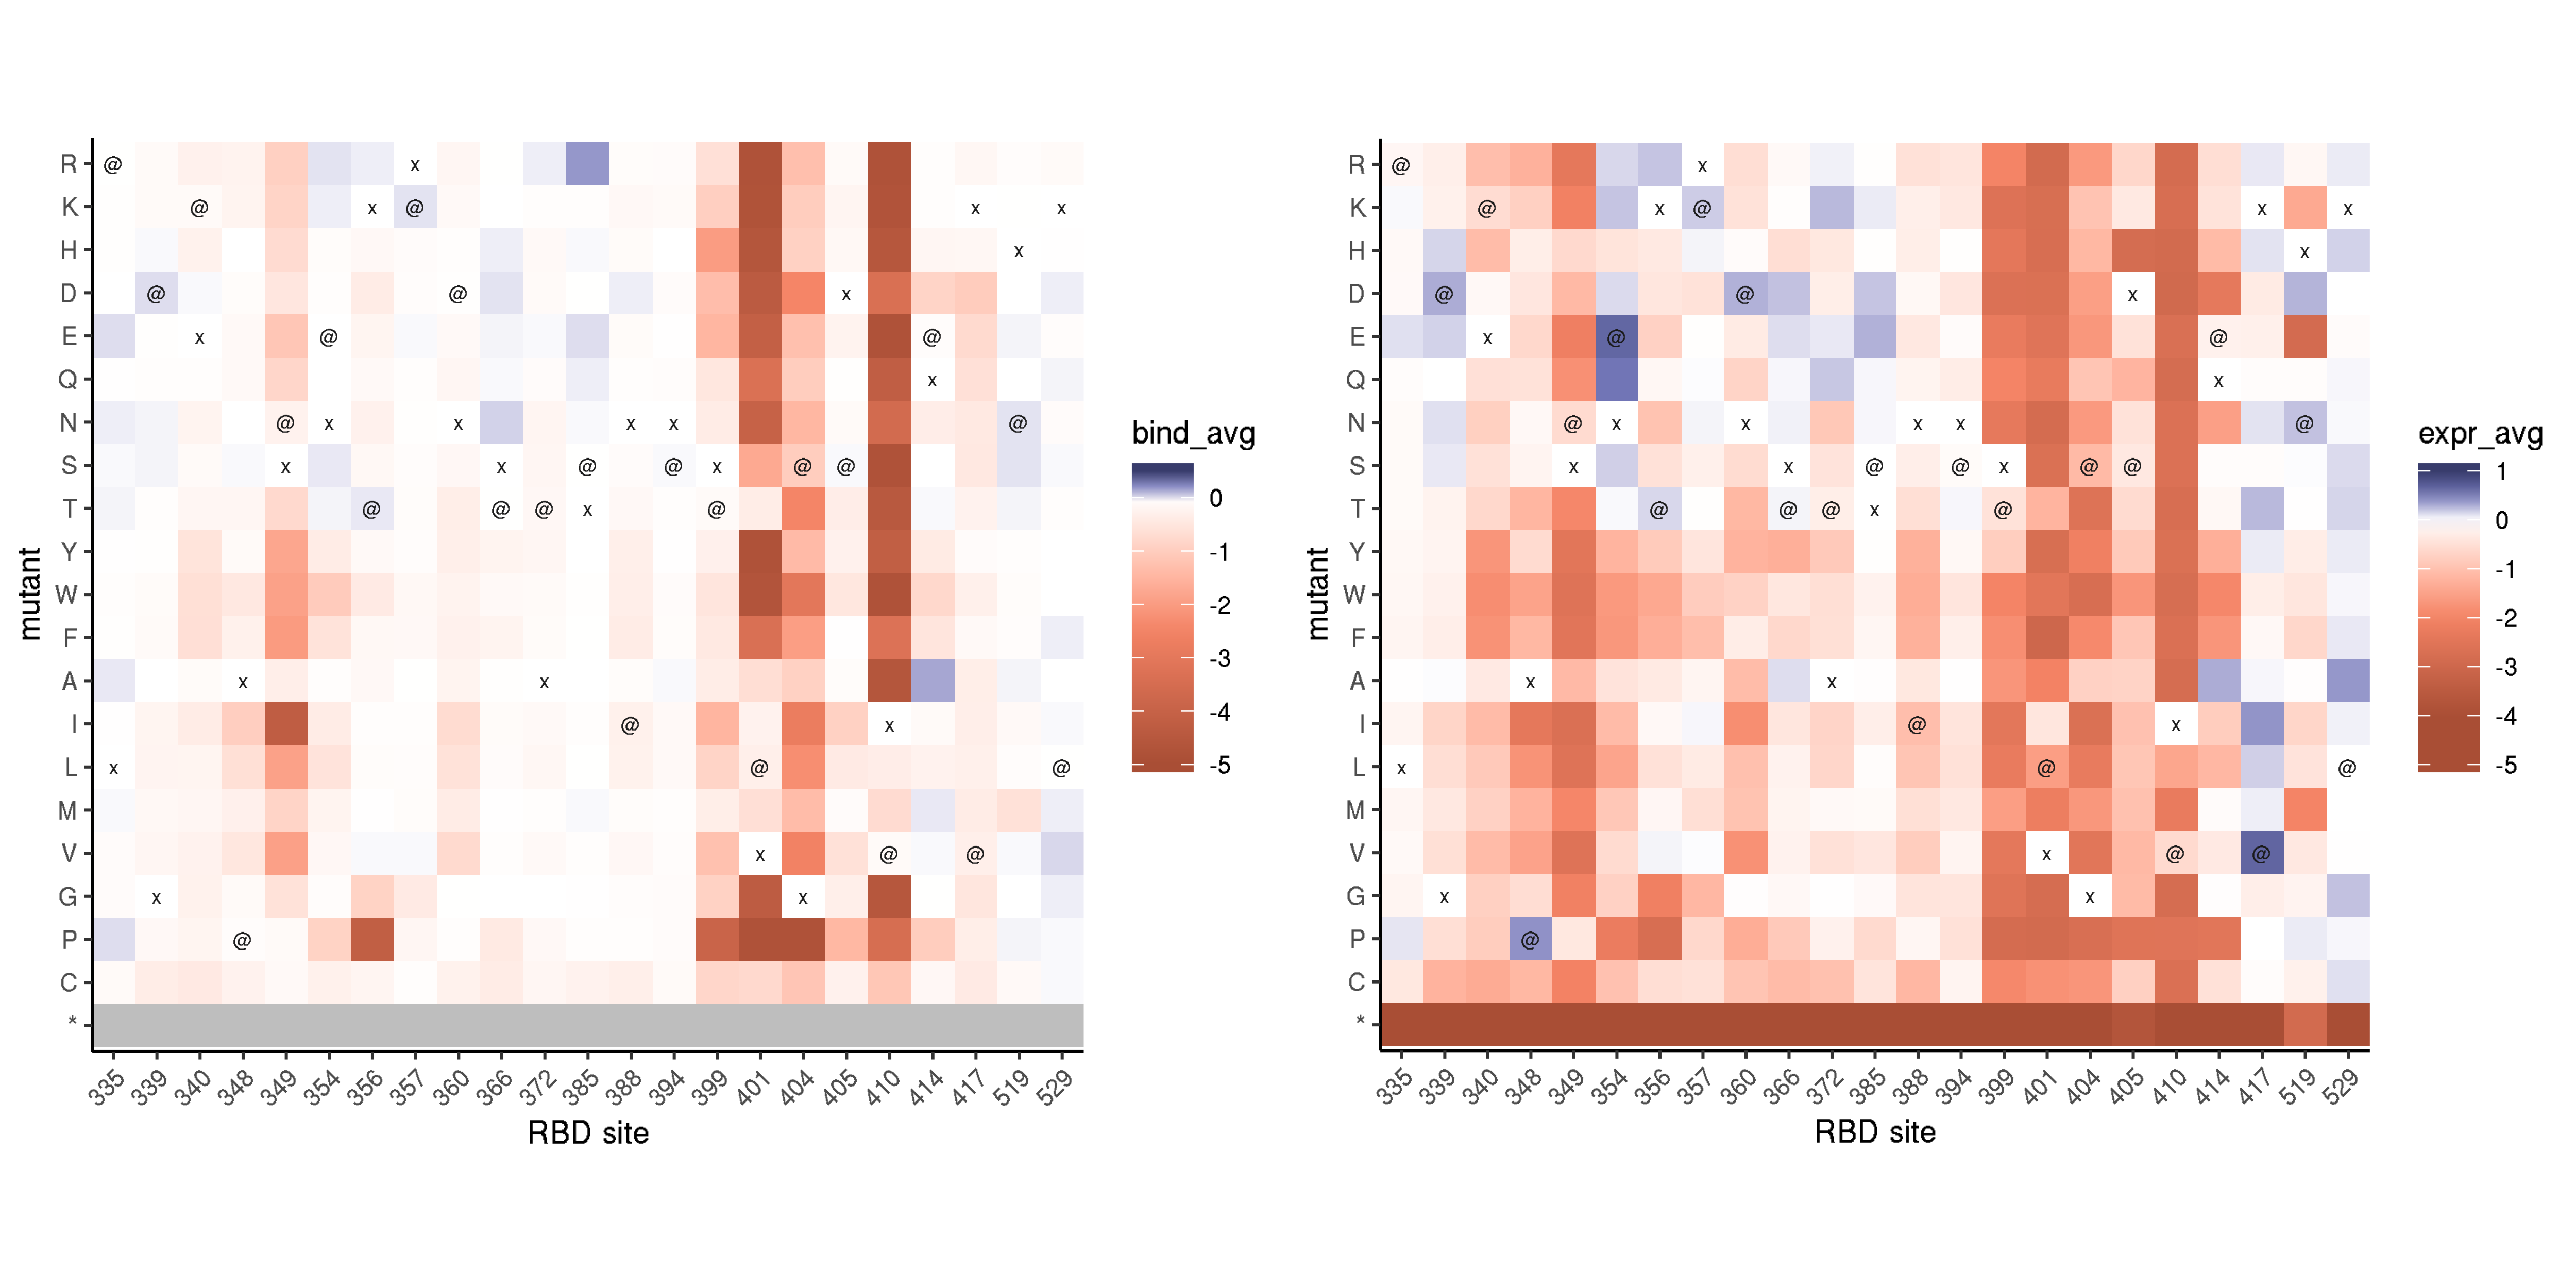 R @ x
K @ x @ x x
H x
D @ @ x
E x @ @
Q x
N @ x x x x @
S x x @ @ x @ @
T @ @ @ x @
Y
W
F
A x x
I @ x
L x @ @
M
V x @ @
G x x
P @
C
*
mutant
335 339 340 348 349 354 356 357 360 366 372 385 388 394 399 401 404 405 410 414 417 519 529
RBD site
bind_avg
0
-1
-2
-3
-4
-5
R @ x
K @ x @ x x
H x
D @ @ x
E x @ @
Q x
N @ x x x x @
S x x @ @ x @ @
T @ @ @ x @
Y
W
F
A x x
I @ x
L x @ @
M
V x @ @
G x x
P @
C
*
mutant
335 339 340 348 349 354 356 357 360 366 372 385 388 394 399 401 404 405 410 414 417 519 529
RBD site
expr_avg
1
0
-1
-2
-3
-4
-5